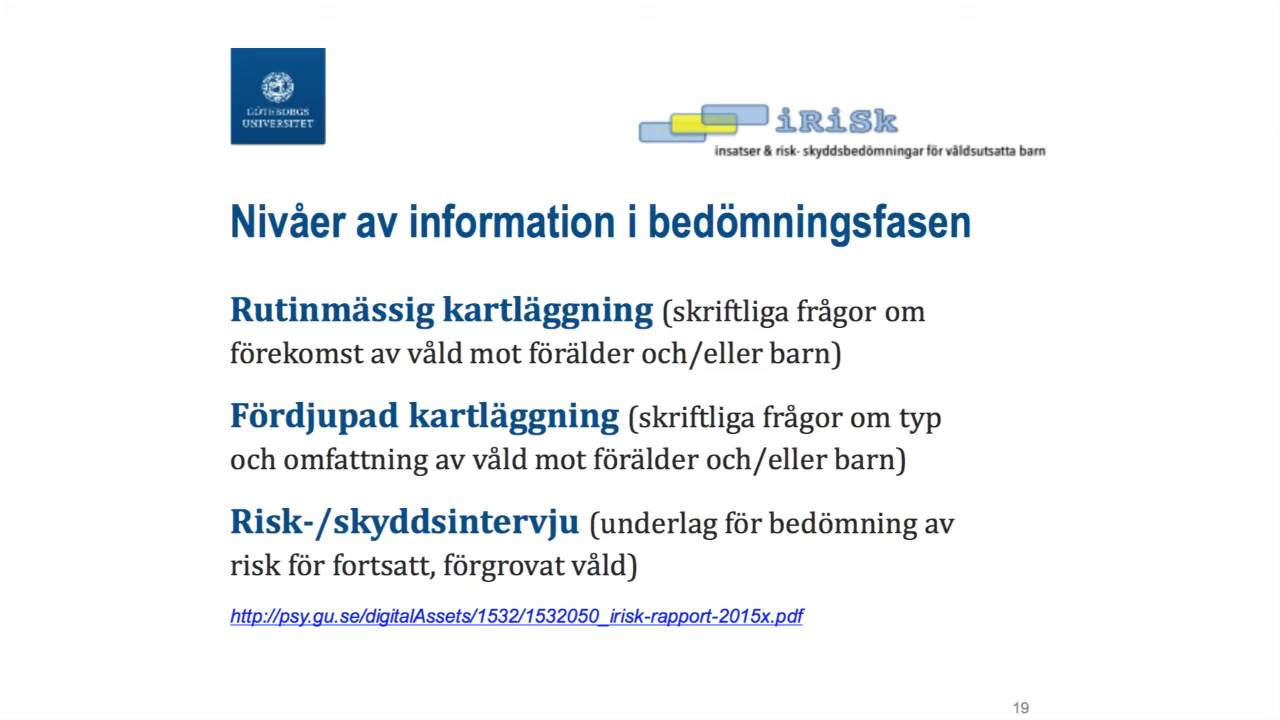 GÖTEBORGS
UNIVERSITET
iRiSk
insatser & risk- skyddsbedömningar för våldsutsatta barn
Nivåer av information i bedömningsfasen
Rutinmässig kartläggning (skriftliga frågor om
förekomst av våld mot förälder och/eller barn)
Fördjupad kartläggning (skriftliga frågor om typ
och omfattning av våld mot förälder och/eller barn)
Risk-/skyddsintervju (underlag för bedömning av
risk för fortsatt, förgrovat våld)
http://psy.gu.se/digitalAssets/1532/1532050_irisk-rapport-2015x.pdf
19